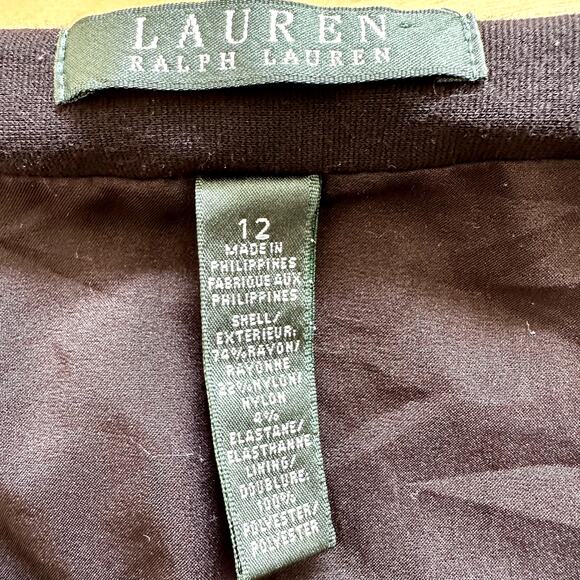 LAUREN
RALPH LAUREN
12
MADE IN
PHILIPPINES
FABRIQUE AUX
PHILIPPINES
SHELL/
EXTERIEUR:
74% RAYON/
RAYONNE
22% NYLON/
NYLON
4%
ELASTANE/
ELASTHANNE
LINING/
DOUBLURE:
100%
POLYESTER/
POLYESTER